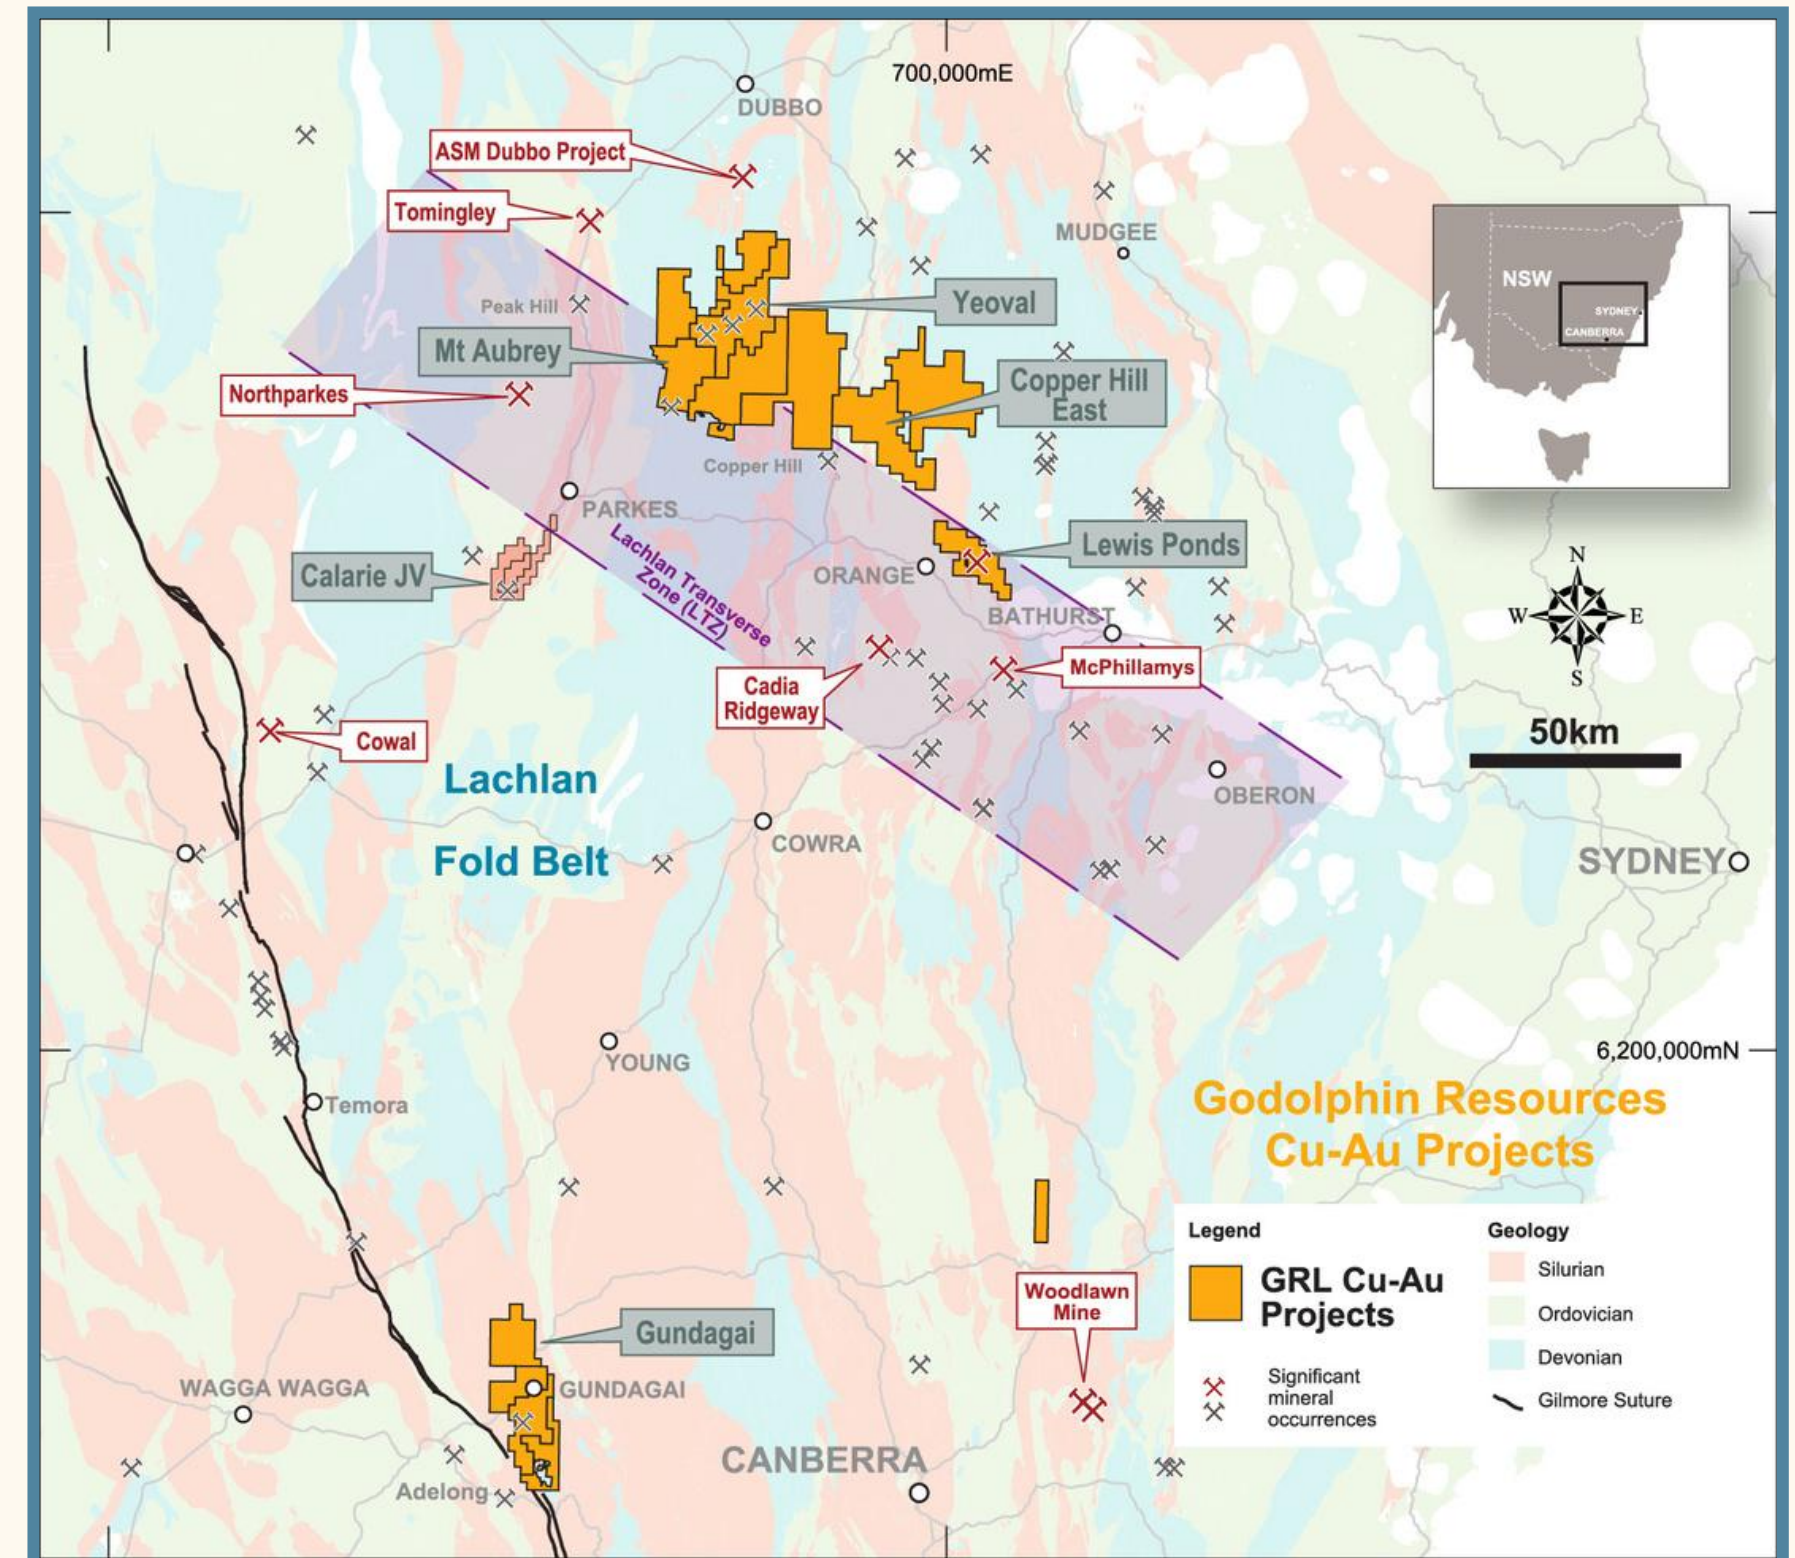 700,000mE
DUBBO
ASM Dubbo Project
Tomingley
MUDGEE
NSW
SYDNEY
CANBERRA
Peak Hill
Yeoval
Mt Aubrey
Northparkes
Copper Hill
East
Copper Hill
PARKES
Lachlan Transverse
Zone (LTZ)
Lewis Ponds
Calarie JV
ORANGE
BATHURST
N
W
E
S
McPhillamys
Cadia
Ridgeway
50km
Cowal
Lachlan
Fold Belt
OBERON
COWRA
SYDNEY
6,200,000mN
YOUNG
Temora
Godolphin Resources
Cu-Au Projects
Legend
GRL Cu-Au
Projects
Significant
mineral
occurrences
Geology
Silurian
Ordovician
Devonian
Gilmore Suture
Woodlawn
Mine
Gundagai
WAGGA WAGGA
GUNDAGAI
CANBERRA
Adelong